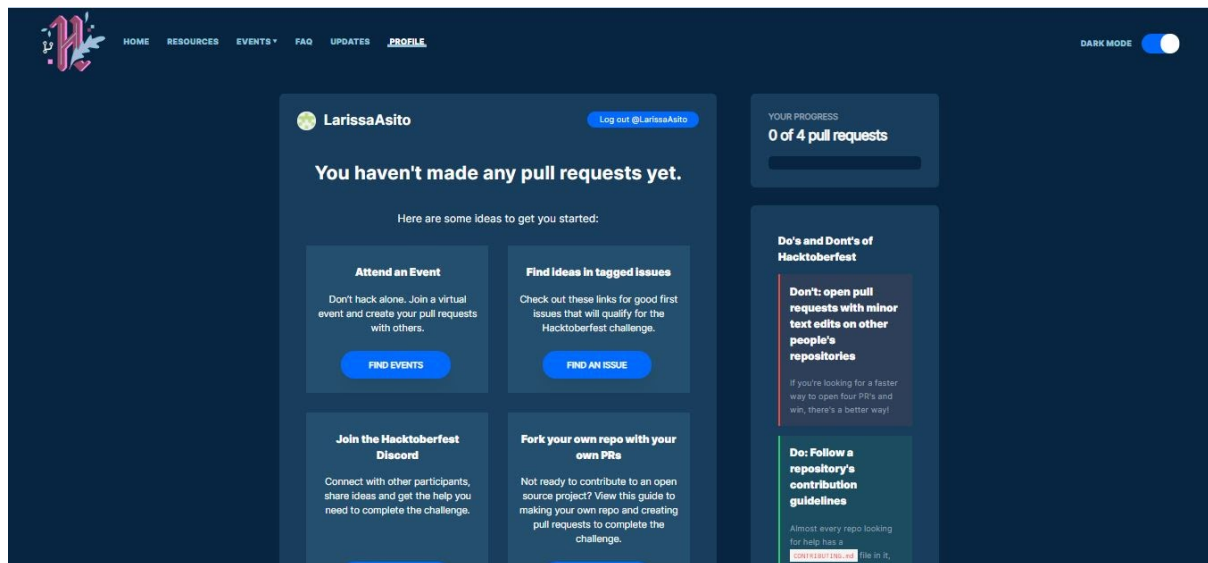 HOME RESOURCES EVENTS FAQ UPDATES PROFILE DARK MODE
LarissaAsito
Log out @LarissaAsito
You haven't made any pull requests yet.
Here are some ideas to get you started:
Attend an Event
Don't hack alone. Join a virtual
event and create your pull requests
with others.
FIND EVENTS
Find ideas in tagged issues
Check out these links for good first
issues that will qualify for the
Hacktoberfest challenge.
FIND AN ISSUE
Join the Hacktoberfest
Discord
Connect with other participants,
share ideas and get the help you
need to complete the challenge.
Fork your own repo with your
own PRs
Not ready to contribute to an open
source project? View this guide to
making your own repo and creating
pull requests to complete the
challenge.
YOUR PROGRESS
0 of 4 pull requests
Do's and Dont's of
Hacktoberfest
Don't: open pull
requests with minor
text edits on other
people's
repositories
If you're looking for a faster
way to open four PR's and
win, there's a better way!
Do: Follow a
repository's
contribution
guidelines
Almost every repo looking
for help has a
CONTRIBUTING.md file in it,